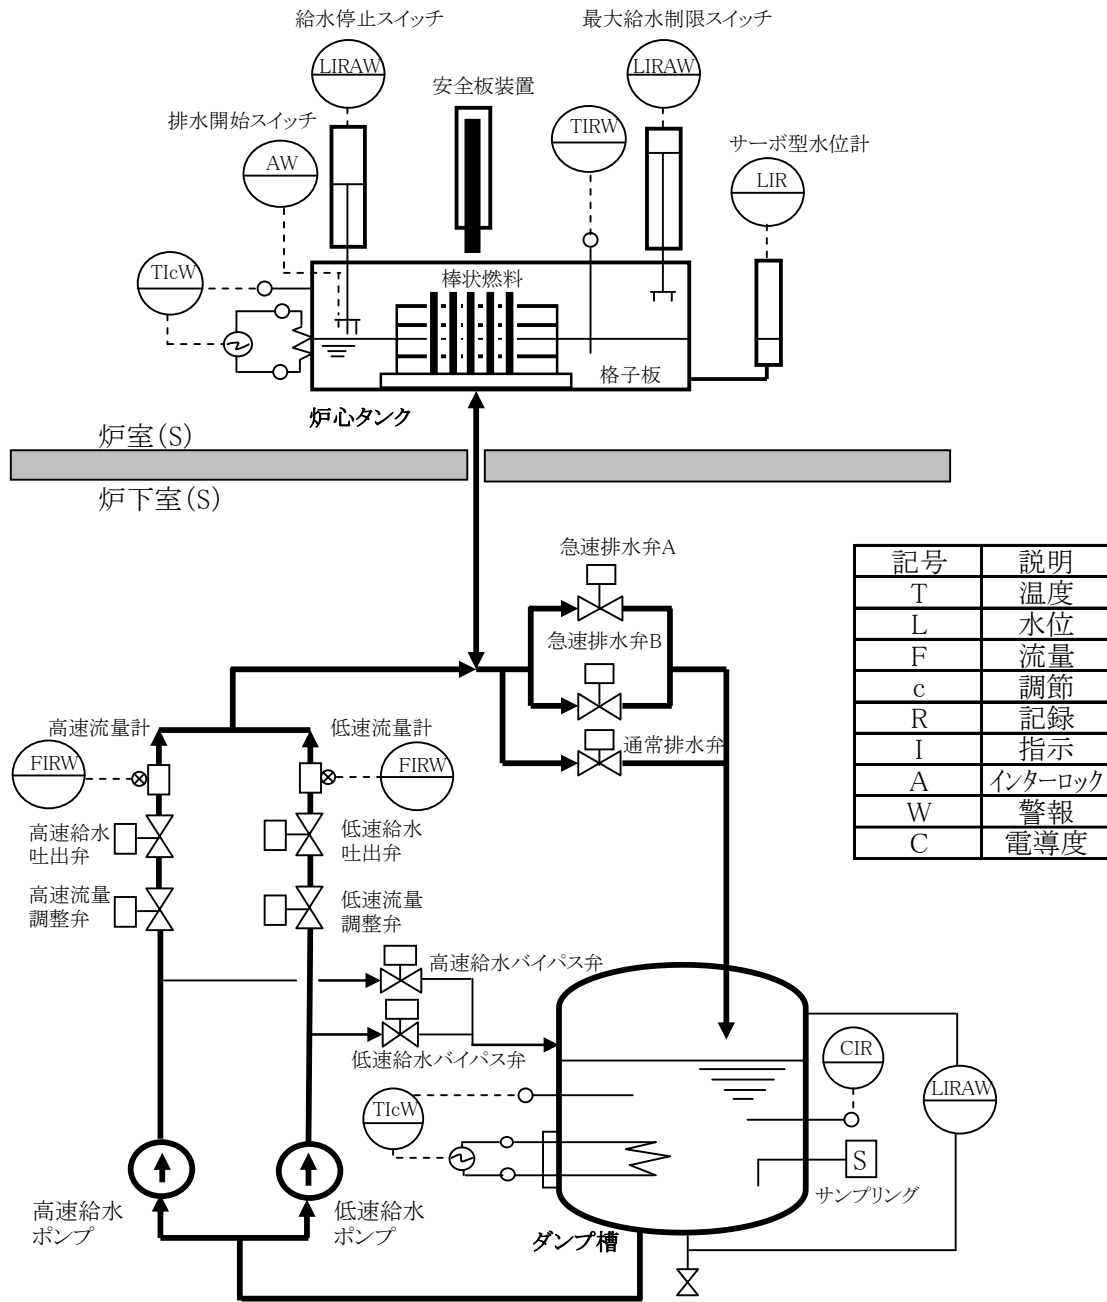 給水停止スイッチ
最大給水制限スイッチ
LIRAW
LIRAW
安全板装置
排水開始スイッチ
TIRW
サーボ型水位計
AW
LIR
TIcW
棒状燃料
格子板
炉心タンク
炉室(S)
炉下室(S)
急速排水弁A
急速排水弁B
通常排水弁
記号 説明
T 温度
L 水位
F 流量
c 調節
R 記録
I 指示
A インターロック
W 警報
C 電導度
高速流量計
低速流量計
FIRW
FIRW
高速給水
吐出弁
低速給水
吐出弁
高速流量
調整弁
低速流量
調整弁
高速給水バイパス弁
低速給水バイパス弁
CIR
LIRAW
TIcW
S
サンプリング
高速給水
ポンプ
低速給水
ポンプ
ダンプ槽